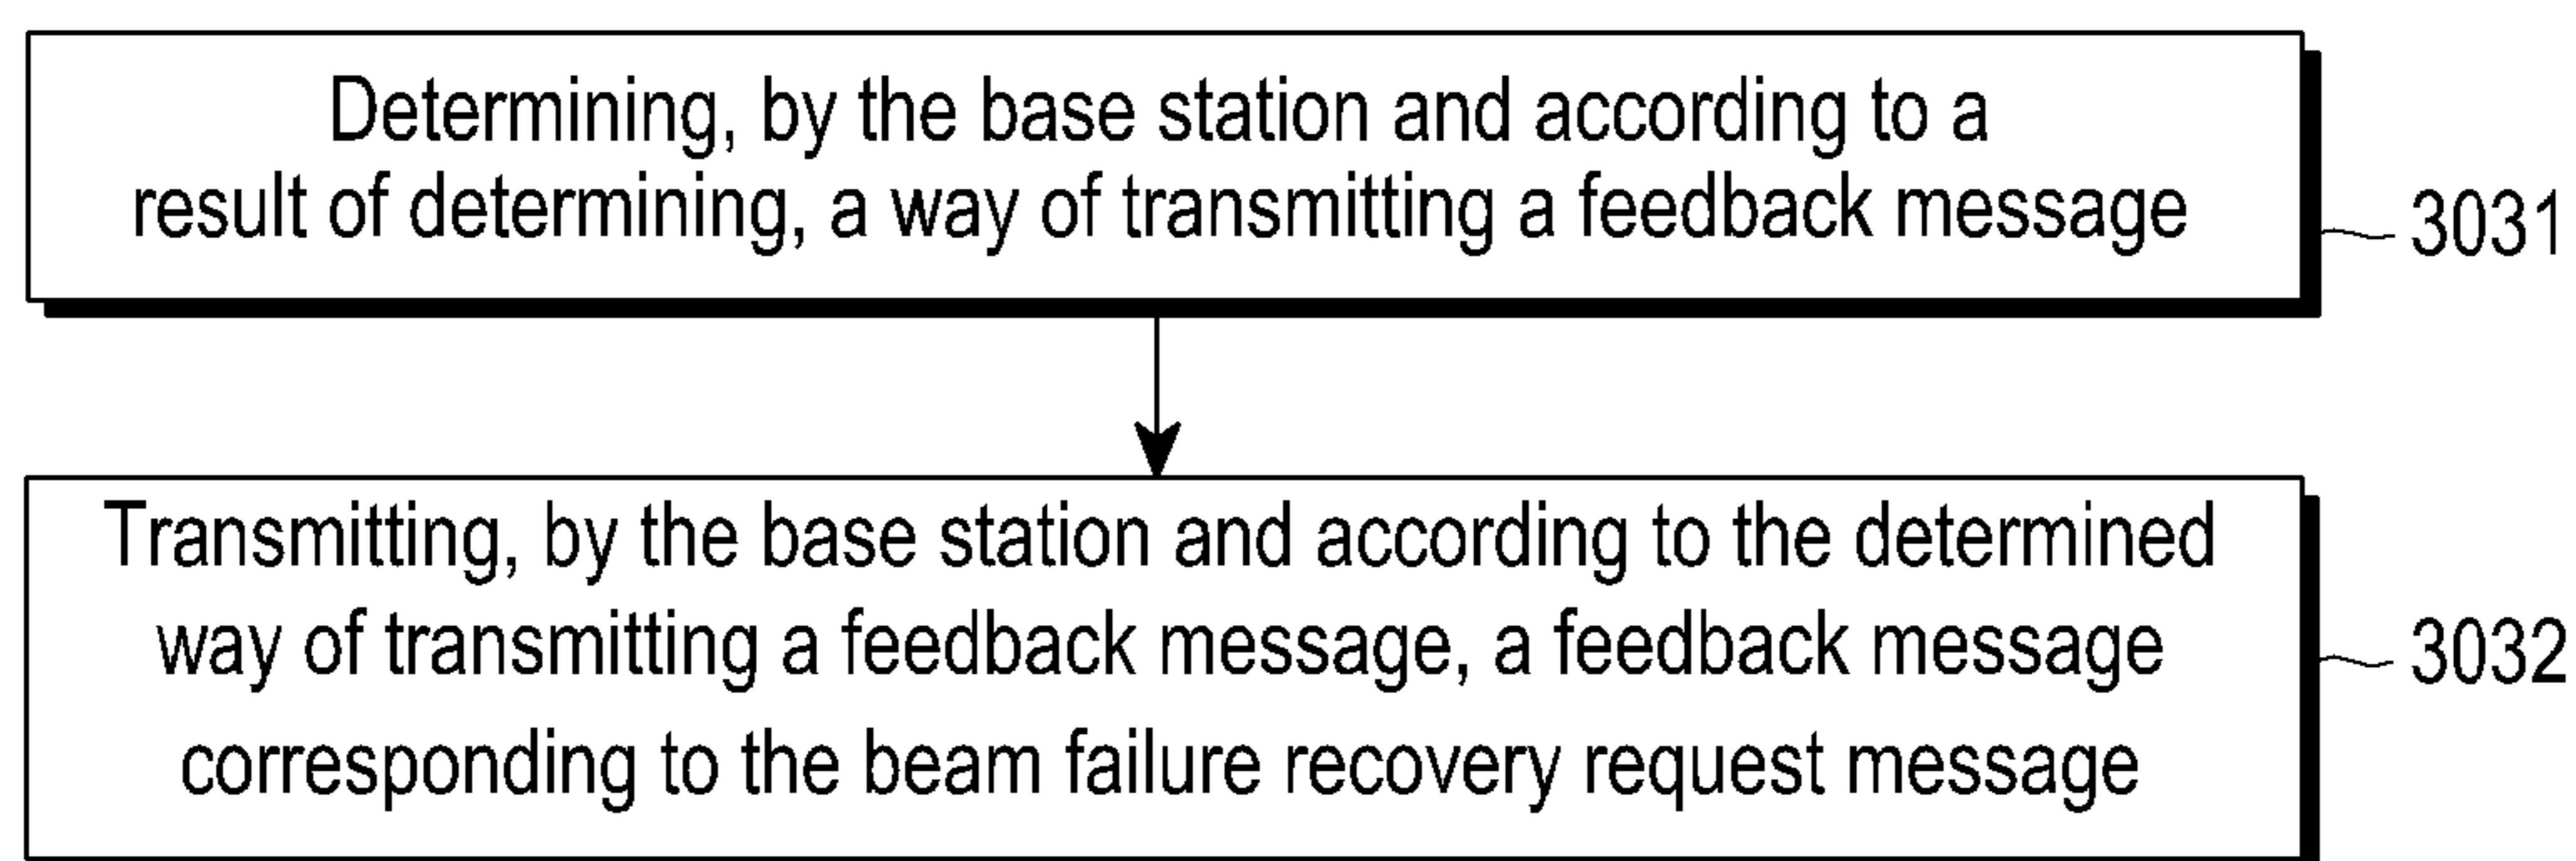 Determining, by the base station and according to a
result of determining, a way of transmitting a feedback message
3031
Transmitting, by the base station and according to the determined
way of transmitting a feedback message, a feedback message
corresponding to the beam failure recovery request message
3032